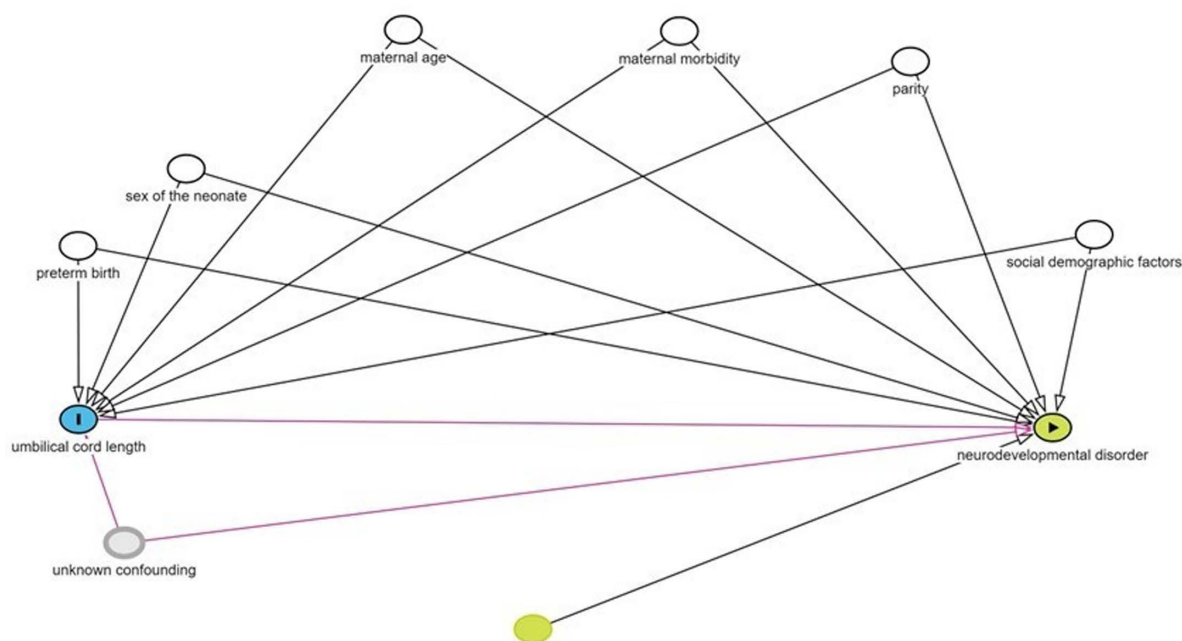 maternal age
maternal morbidity
parity
sex of the neonate
preterm birth
social demographic factors
umbilical cord length
neurodevelopmental disorder
unknown confounding